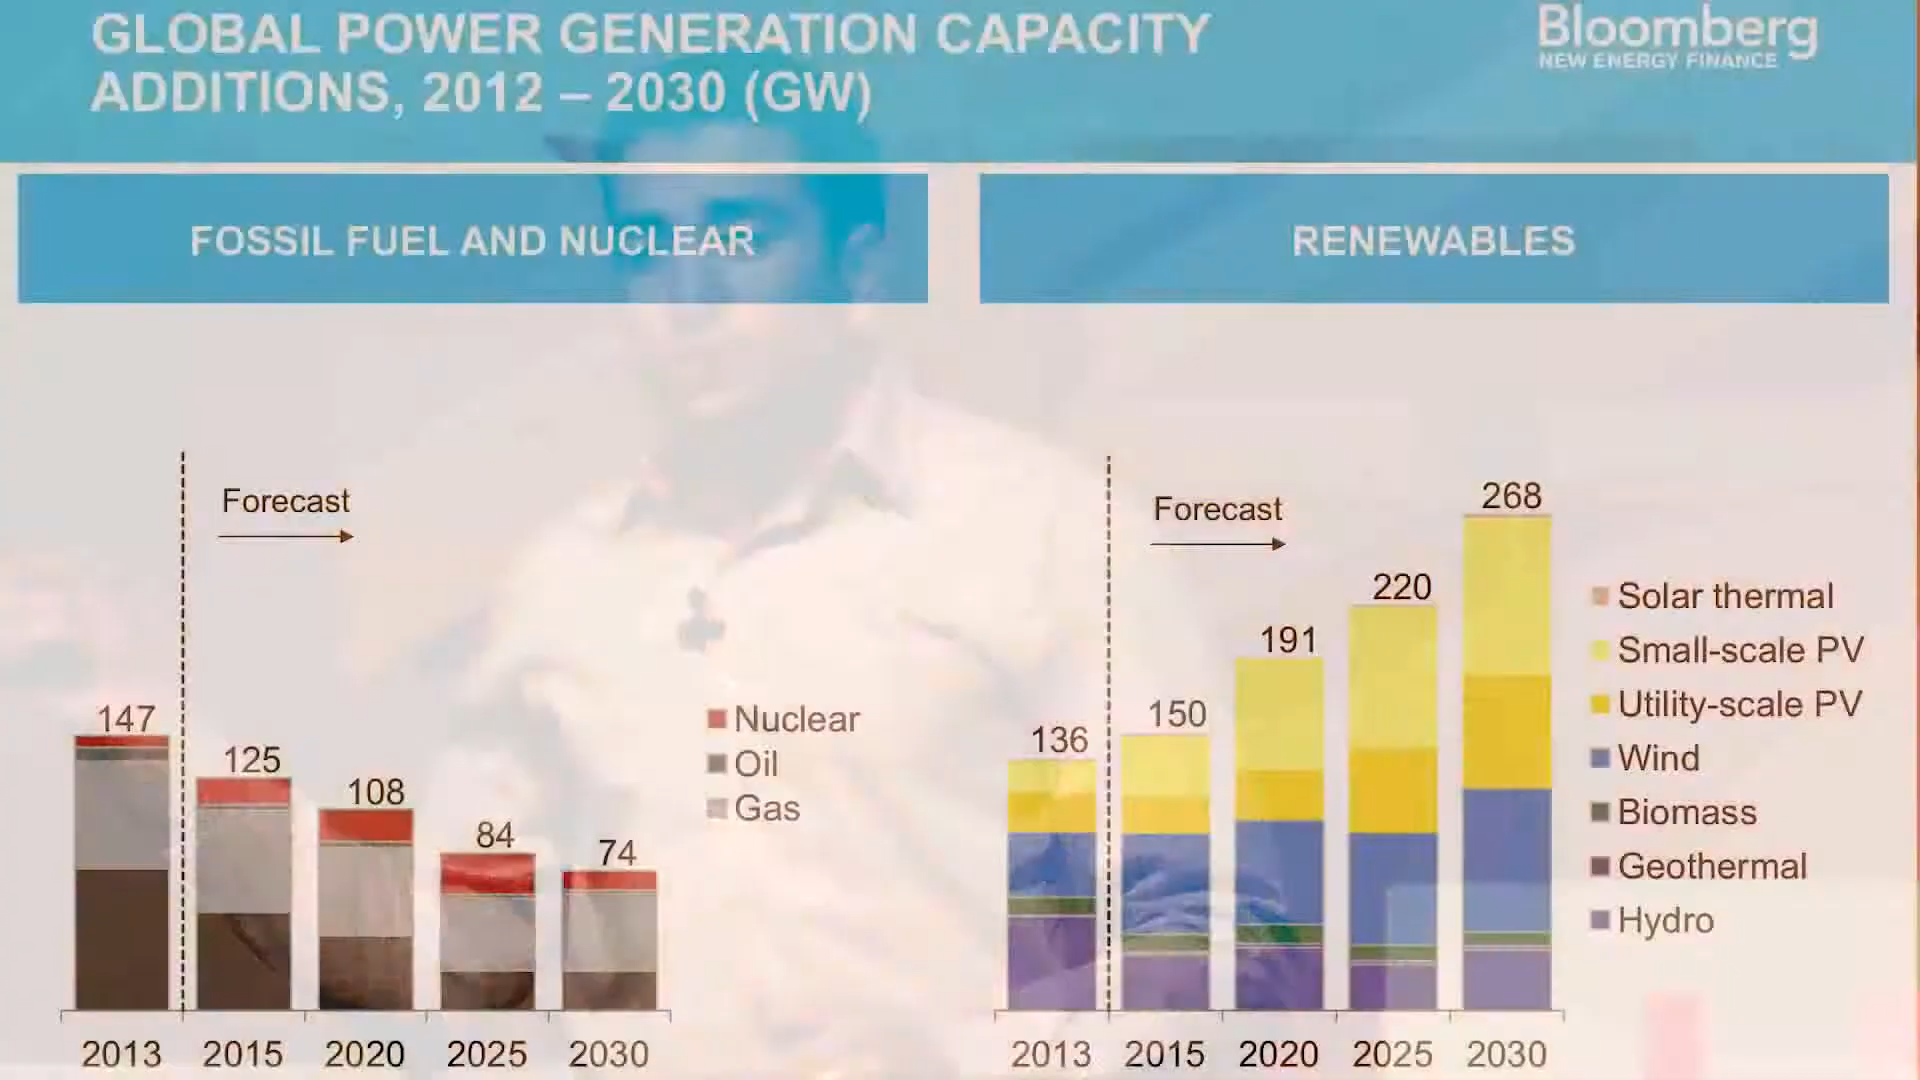 GLOBAL POWER GENERATION CAPACITY
ADDITIONS, 2012 – 2030 (GW)
Bloomberg
NEW ENERGY FINANCE
FOSSIL FUEL AND NUCLEAR
Forecast
147
125
108
84
74
Nuclear
Oil
Gas
2013 2015 2020 2025 2030
RENEWABLES
Forecast
136
150
191
220
268
Solar thermal
Small-scale PV
Utility-scale PV
Wind
Biomass
Geothermal
Hydro
2013 2015 2020 2025 2030